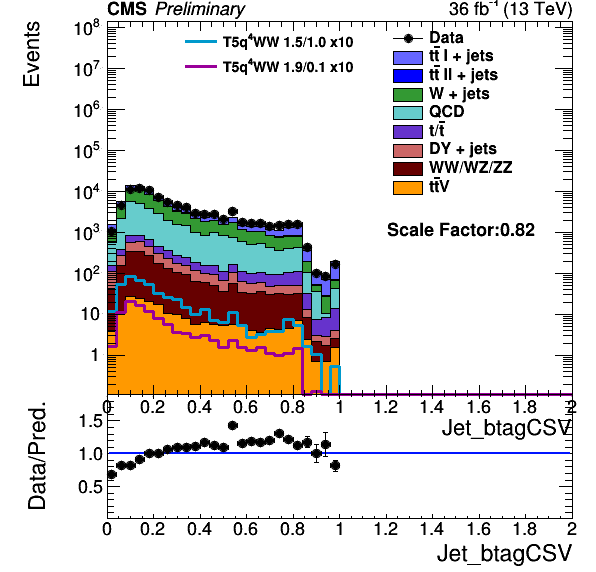 CMS Preliminary 36 fb⁻¹ (13 TeV)
Events
10⁸
10⁷
10⁶
10⁵
10⁴
10³
10²
10
1
T5q⁴WW 1.5/1.0 x10
T5q⁴WW 1.9/0.1 x10
Data
tt̄ l + jets
tt̄ ll + jets
W + jets
QCD
t/t̄
DY + jets
WW/WZ/ZZ
tt̄V
Scale Factor:0.82
0 0.2 0.4 0.6 0.8 1 1.2 1.4 1.6 1.8 2
Jet_btagCSV
Data/Pred.
1.5
1.0
0.5
0 0.2 0.4 0.6 0.8 1 1.2 1.4 1.6 1.8 2
Jet_btagCSV